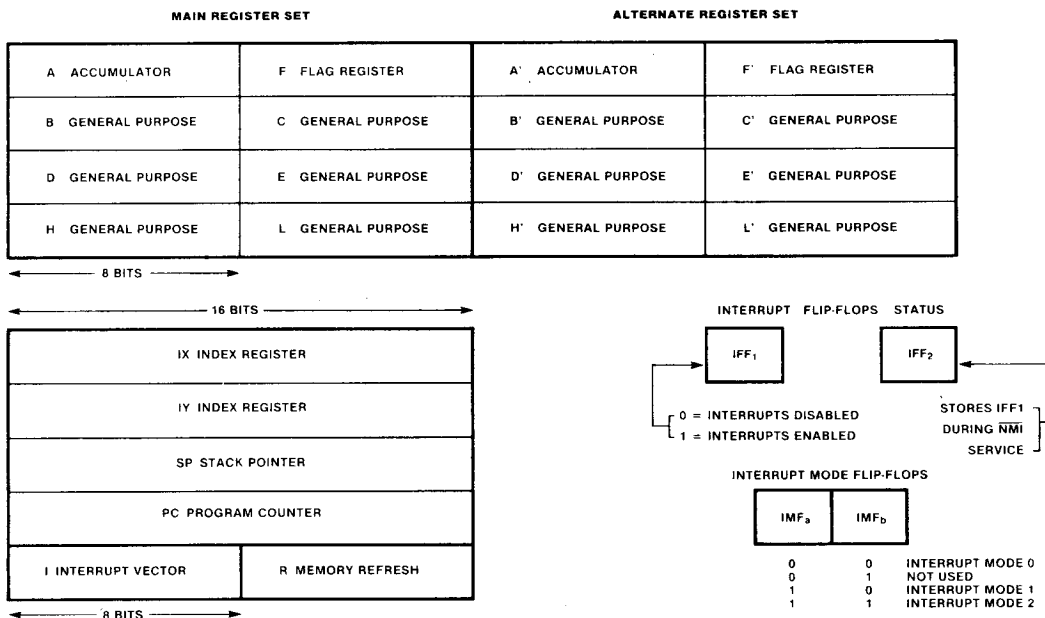 MAIN REGISTER SET
ALTERNATE REGISTER SET
A ACCUMULATOR
F FLAG REGISTER
A' ACCUMULATOR
F' FLAG REGISTER
B GENERAL PURPOSE
C GENERAL PURPOSE
B' GENERAL PURPOSE
C' GENERAL PURPOSE
D GENERAL PURPOSE
E GENERAL PURPOSE
D' GENERAL PURPOSE
E' GENERAL PURPOSE
H GENERAL PURPOSE
L GENERAL PURPOSE
H' GENERAL PURPOSE
L' GENERAL PURPOSE
8 BITS
16 BITS
IX INDEX REGISTER
IY INDEX REGISTER
SP STACK POINTER
PC PROGRAM COUNTER
I INTERRUPT VECTOR
R MEMORY REFRESH
8 BITS
INTERRUPT FLIP-FLOPS STATUS
IFF₁
IFF₂
0 = INTERRUPTS DISABLED
1 = INTERRUPTS ENABLED
STORES IFF1
DURING N̅M̅I̅
SERVICE
INTERRUPT MODE FLIP-FLOPS
IMFₐ
IMFb
0 0 INTERRUPT MODE 0
0 1 NOT USED
1 0 INTERRUPT MODE 1
1 1 INTERRUPT MODE 2